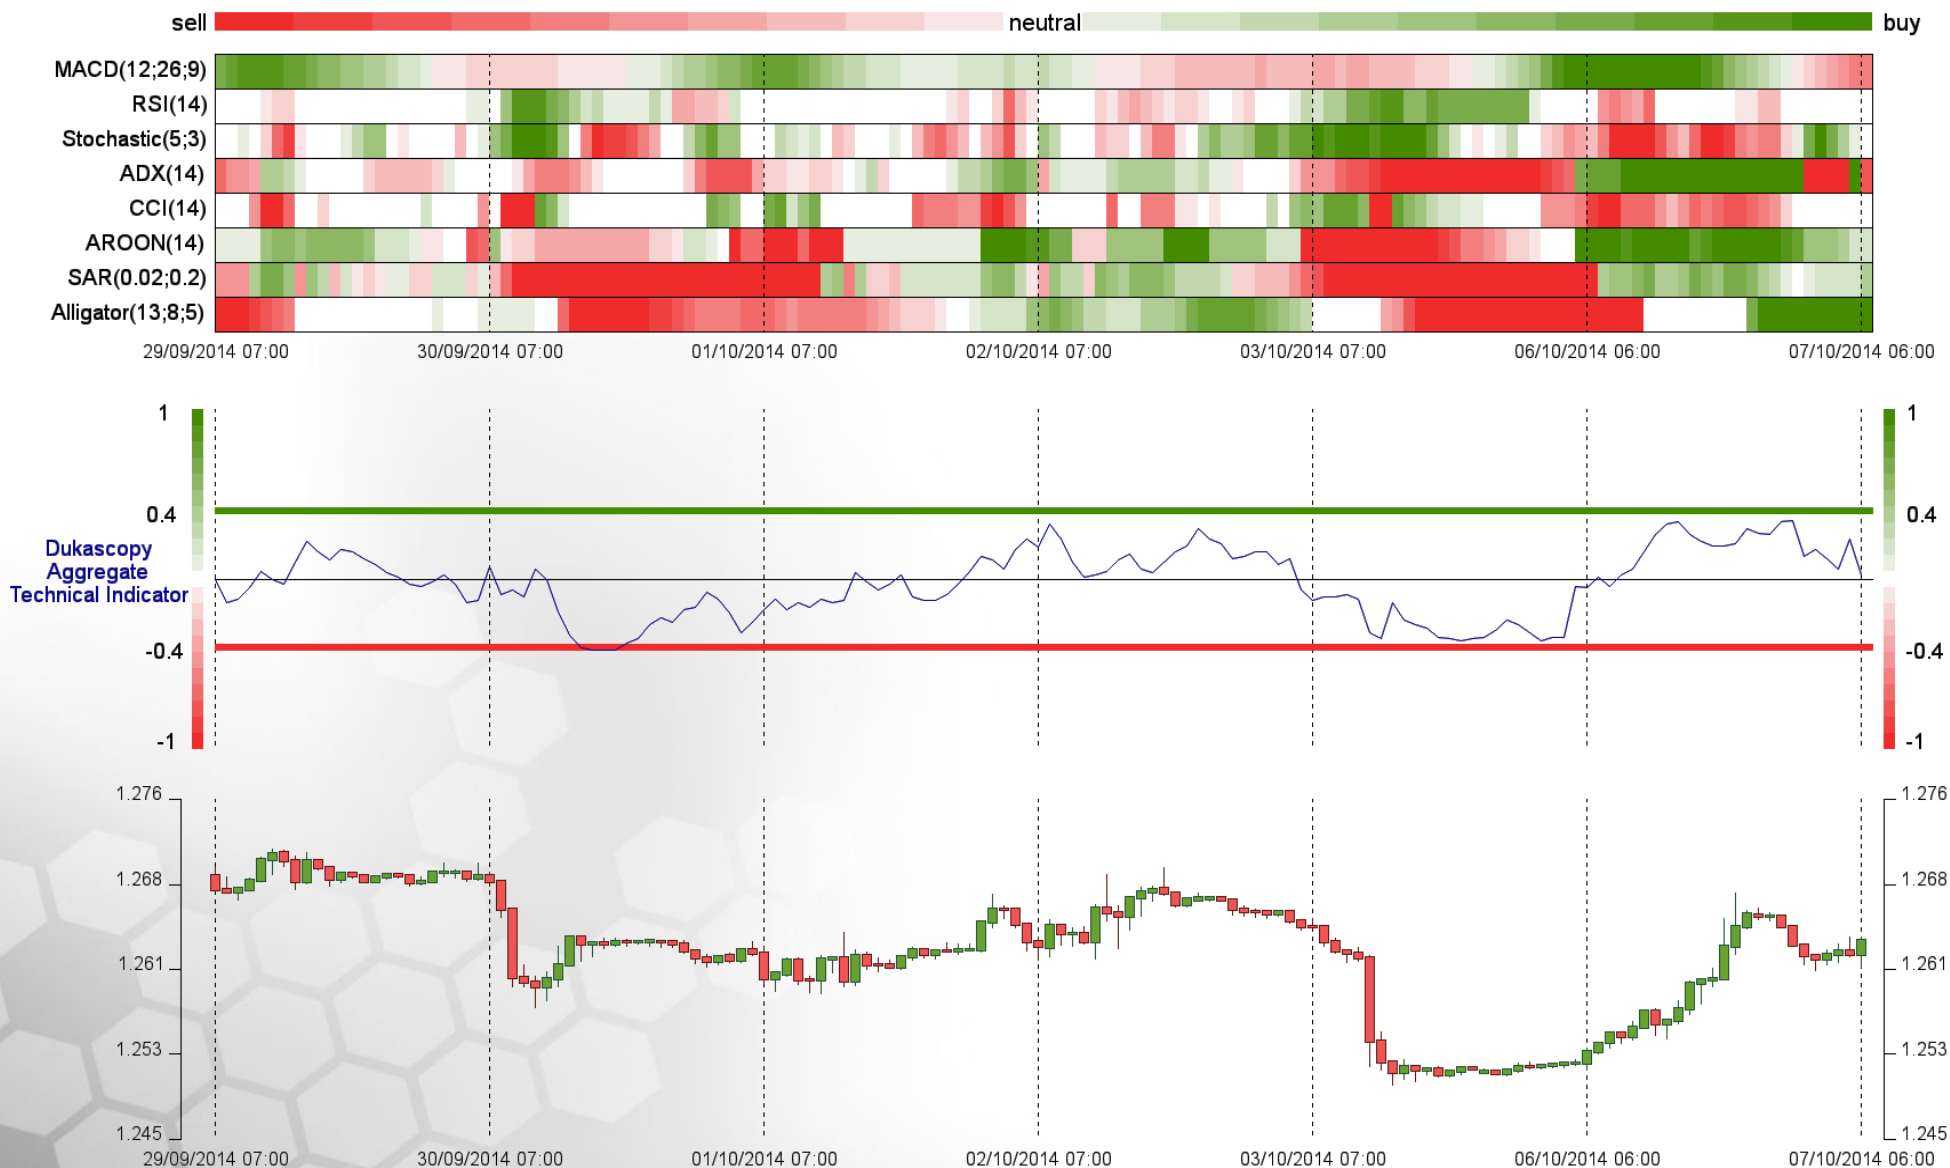 sell neutral buy
MACD(12;26;9)
RSI(14)
Stochastic(5;3)
ADX(14)
CCI(14)
AROON(14)
SAR(0.02;0.2)
Alligator(13;8;5)
29/09/2014 07:00 30/09/2014 07:00 01/10/2014 07:00 02/10/2014 07:00 03/10/2014 07:00 06/10/2014 06:00 07/10/2014 06:00
1 1
0.4 0.4
Dukascopy
Aggregate
Technical Indicator
-0.4 -0.4
-1 -1
1.276 1.276
1.268 1.268
1.261 1.261
1.253 1.253
1.245 1.245
29/09/2014 07:00 30/09/2014 07:00 01/10/2014 07:00 02/10/2014 07:00 03/10/2014 07:00 06/10/2014 06:00 07/10/2014 06:00